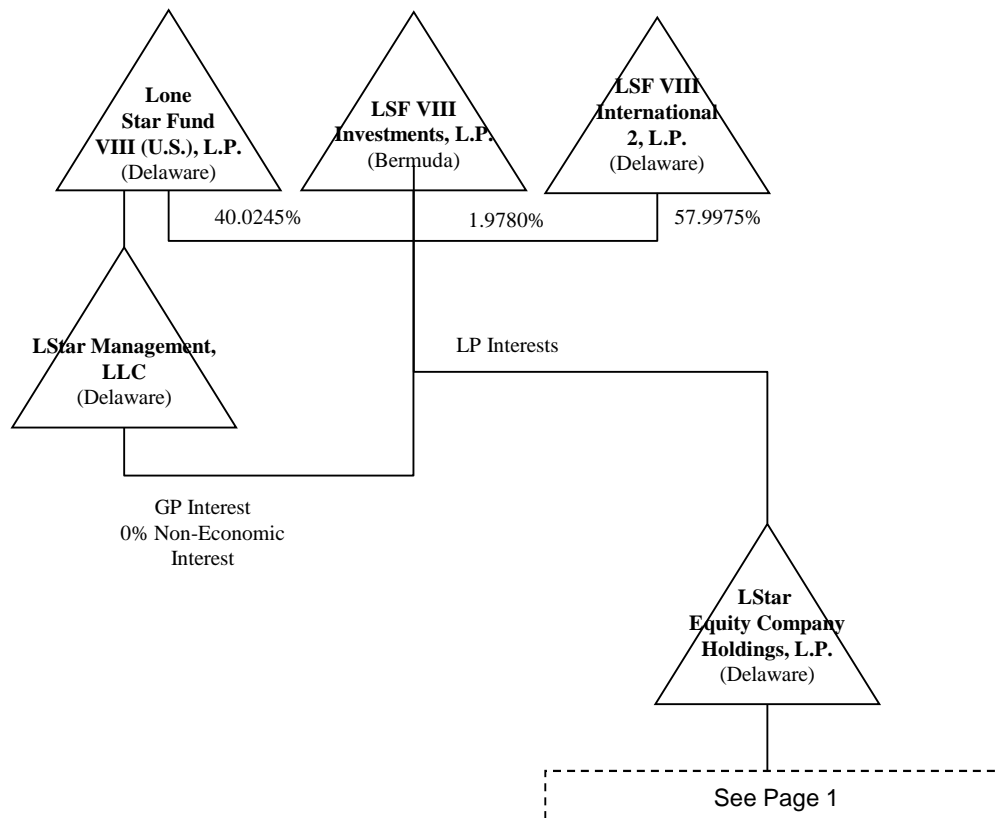 Lone
Star Fund
VIII (U.S.), L.P.
(Delaware)
LSF VIII
Investments, L.P.
(Bermuda)
LSF VIII
International
2, L.P.
(Delaware)
40.0245%
1.9780%
57.9975%
LStar Management,
LLC
(Delaware)
LP Interests
GP Interest
0% Non-Economic
Interest
LStar
Equity Company
Holdings, L.P.
(Delaware)
See Page 1